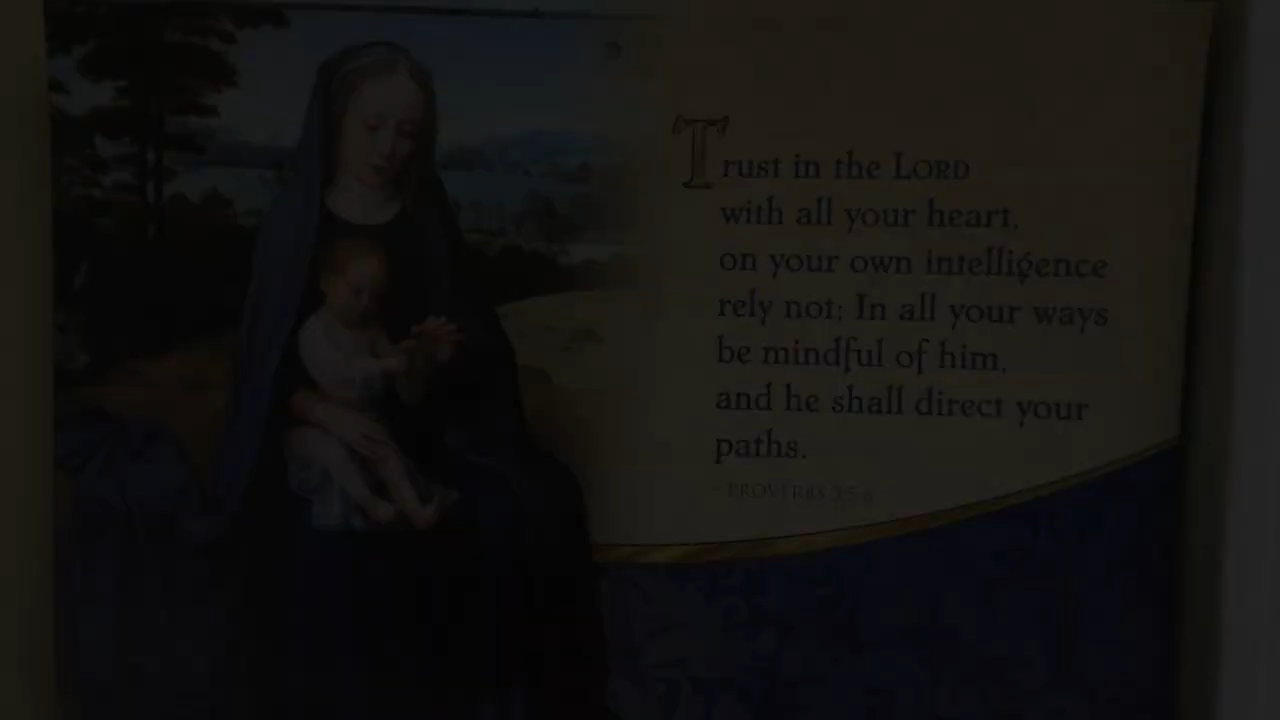 Trust in the LORD
with all your heart,
on your own intelligence
rely not; In all your ways
be mindful of him,
and he shall direct your
paths.
- PROVERBS